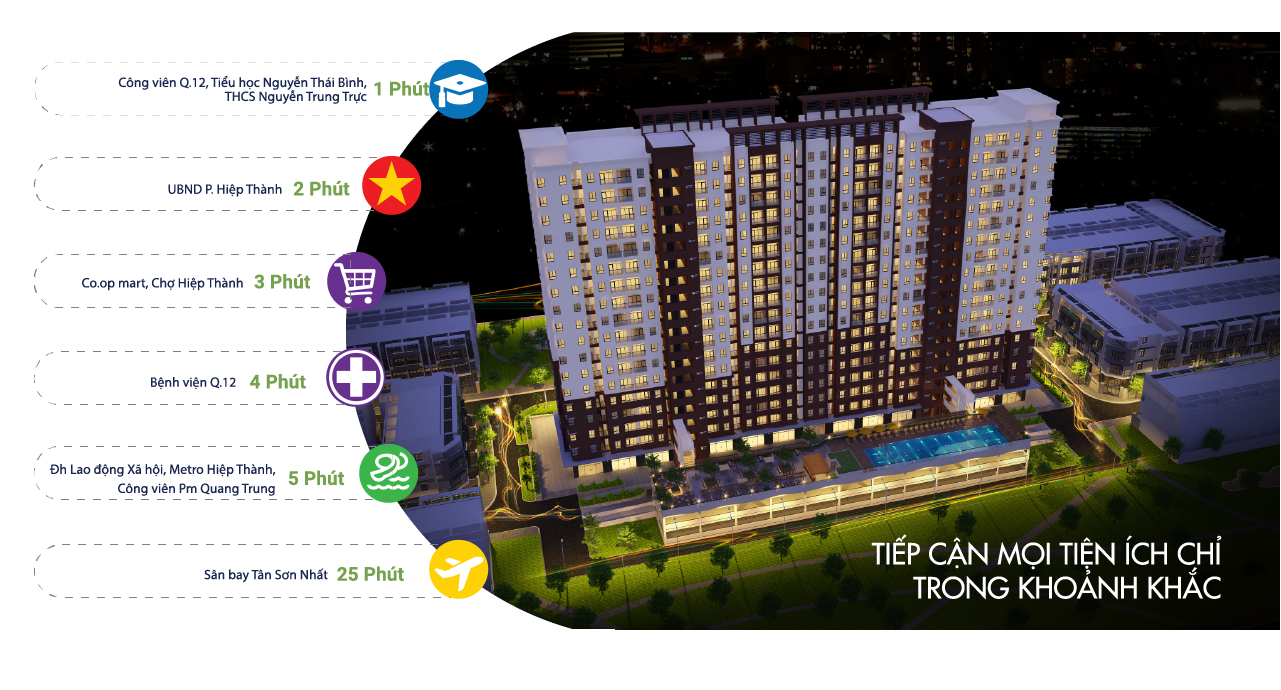 Công viên Q.12, Tiểu học Nguyễn Thái Bình,
THCS Nguyễn Trung Trực
1 Phút
UBND P. Hiệp Thành 2 Phút
Co.op mart, Chợ Hiệp Thành 3 Phút
Bệnh viện Q.12 4 Phút
Đh Lao động Xã hội, Metro Hiệp Thành,
Công viên Pm Quang Trung
5 Phút
Sân bay Tân Sơn Nhất 25 Phút
TIẾP CẬN MỌI TIỆN ÍCH CHỈ
TRONG KHOẢNH KHẮC